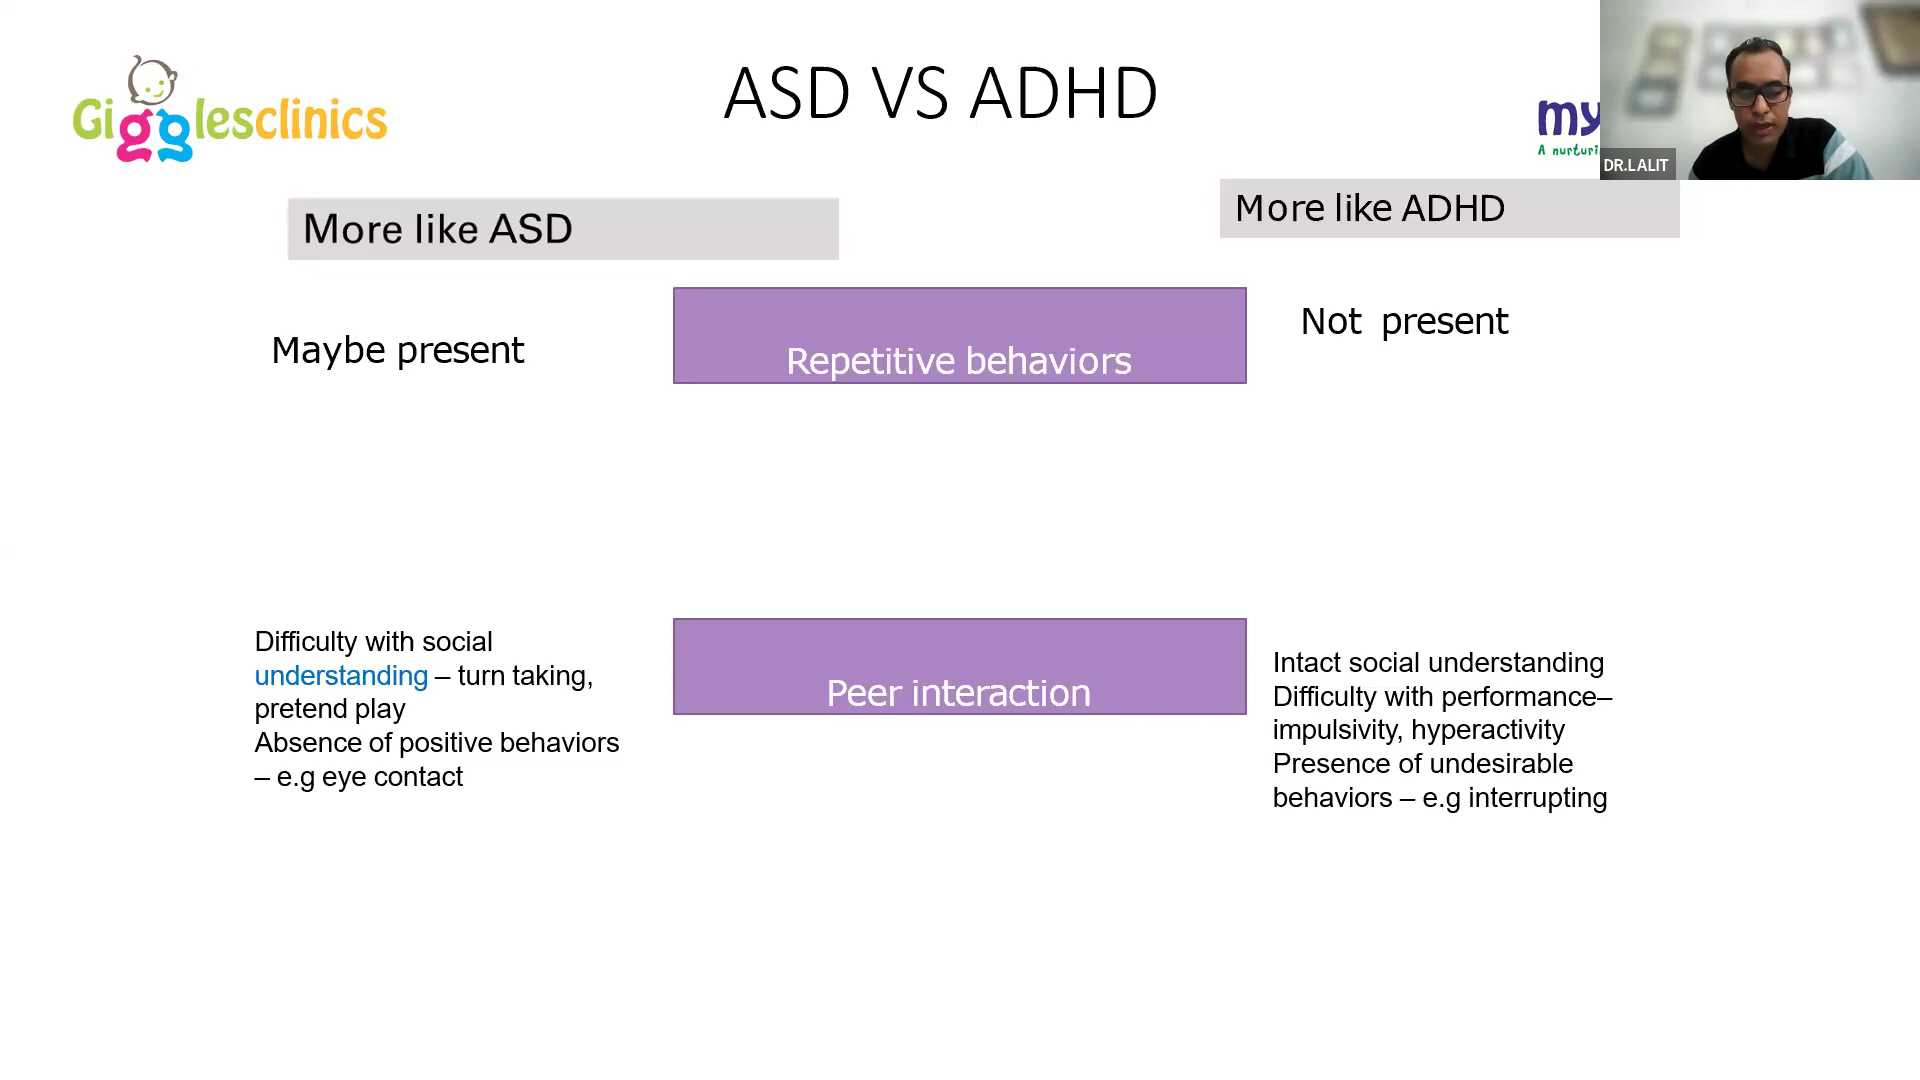 Gigglesclinics
ASD VS ADHD
my
A nurturi
DR.LALIT
More like ASD
More like ADHD
Maybe present
Repetitive behaviors
Not present
Difficulty with social
understanding – turn taking,
pretend play
Absence of positive behaviors
– e.g eye contact
Peer interaction
Intact social understanding
Difficulty with performance–
impulsivity, hyperactivity
Presence of undesirable
behaviors – e.g interrupting